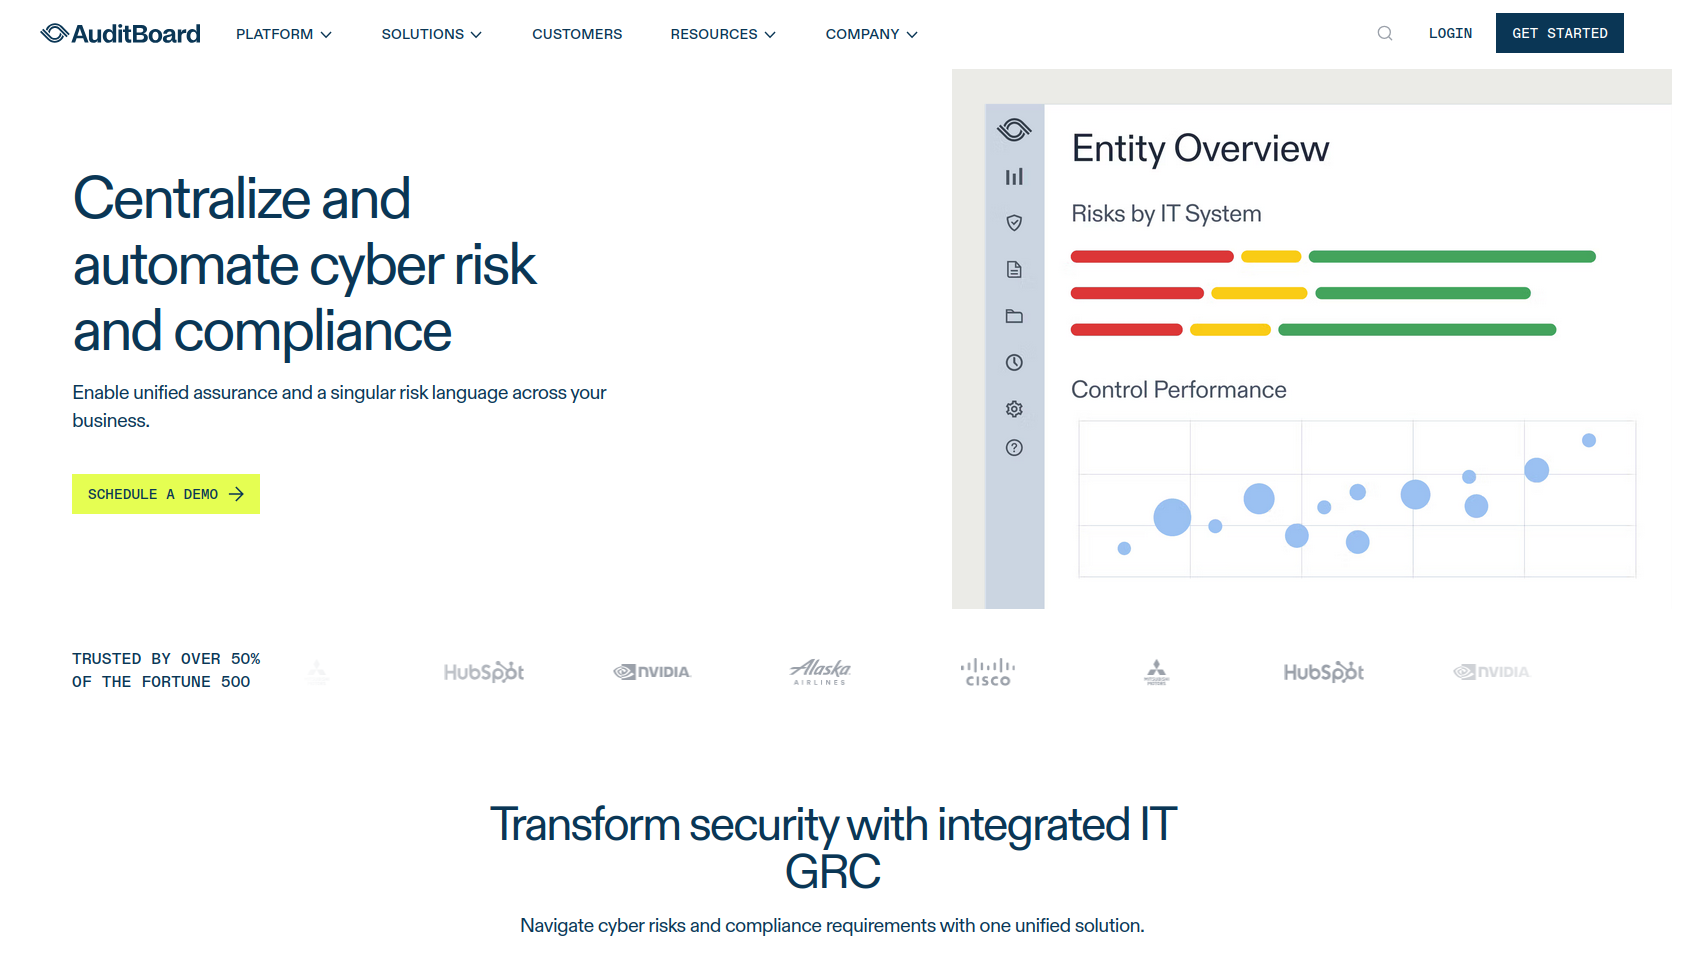 AuditBoard
PLATFORM
SOLUTIONS
CUSTOMERS
RESOURCES
COMPANY
LOGIN
GET STARTED
Centralize and
automate cyber risk
and compliance
Enable unified assurance and a singular risk language across your
business.
SCHEDULE A DEMO
Entity Overview
Risks by IT System
Control Performance
TRUSTED BY OVER 50%
OF THE FORTUNE 500
HubSpot
NVIDIA
Alaska
AIRLINES
CISCO
MITSUBISHI
MOTORS
HubSpot
NVIDIA
Transform security with integrated IT
GRC
Navigate cyber risks and compliance requirements with one unified solution.